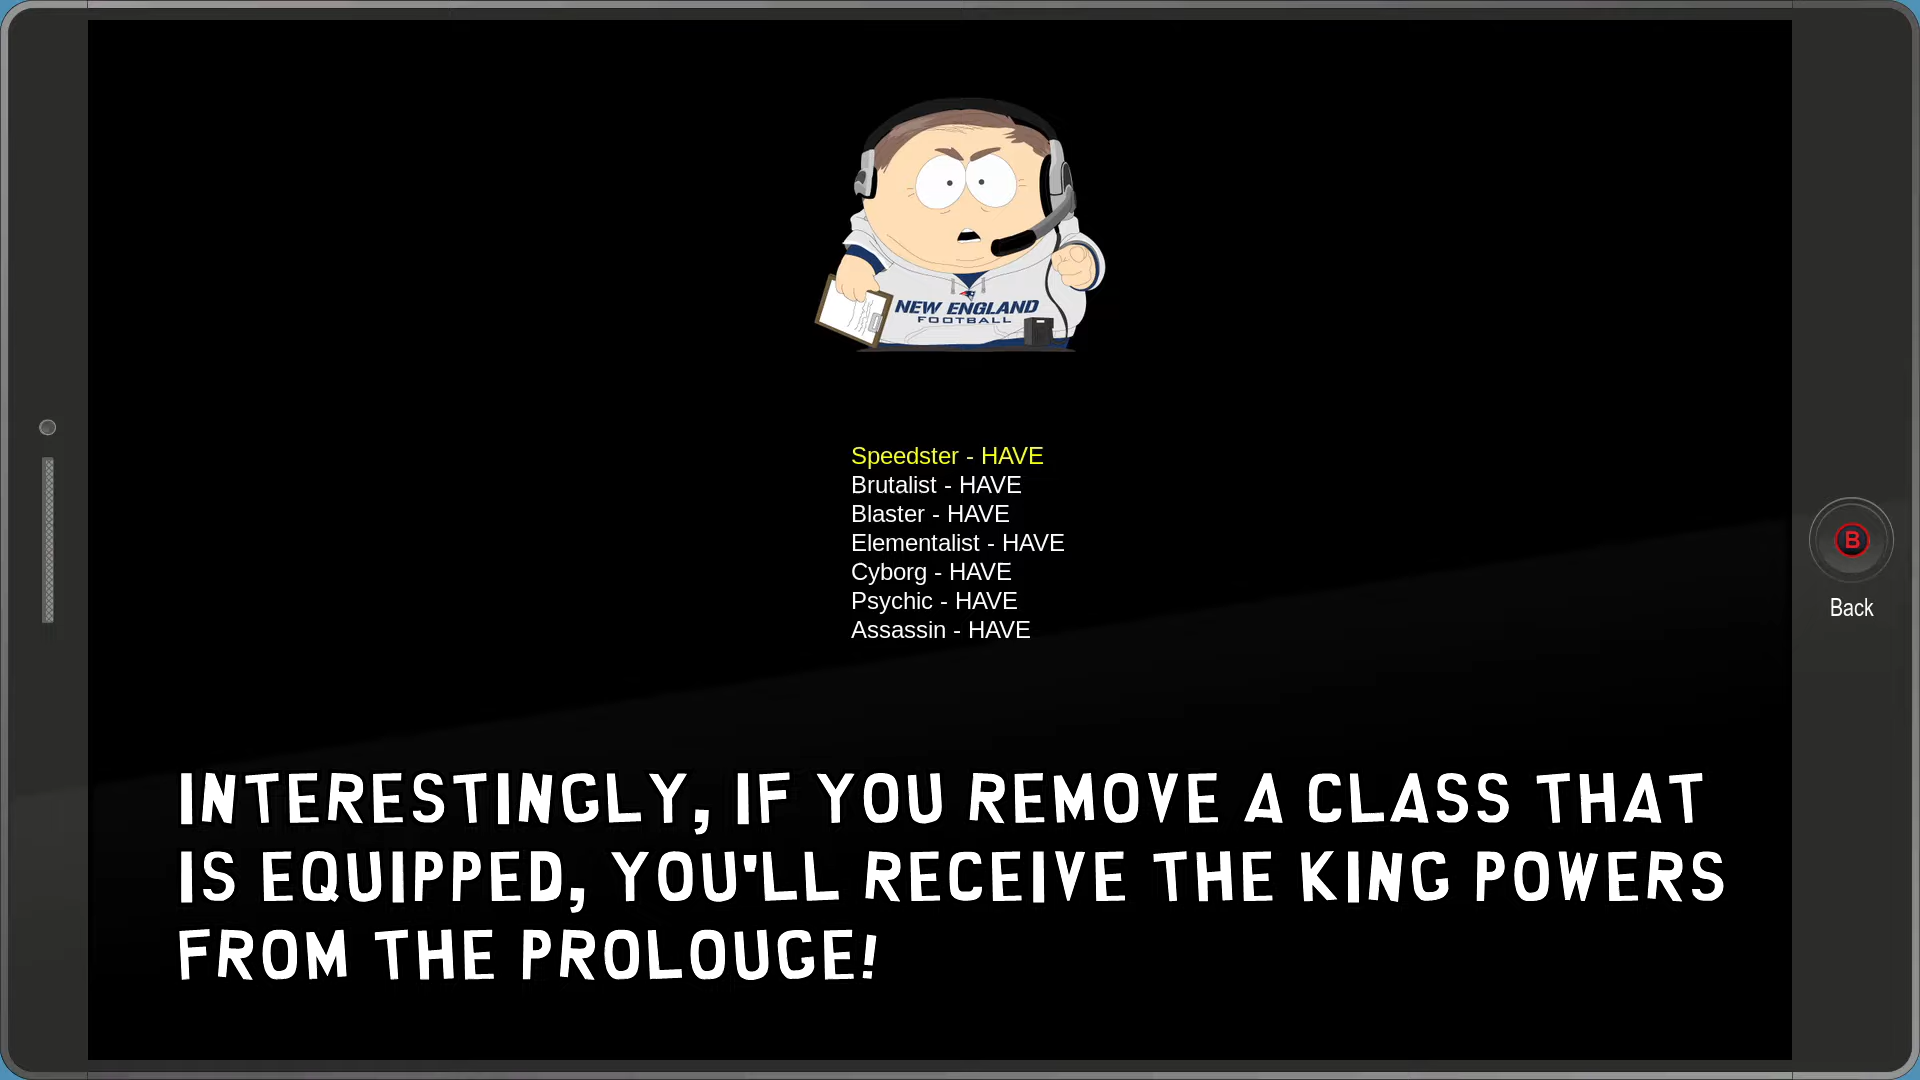 NEW ENGLAND
FOOTBALL
Speedster - HAVE
Brutalist - HAVE
Blaster - HAVE
Elementalist - HAVE
Cyborg - HAVE
Psychic - HAVE
Assassin - HAVE
B
Back
INTERESTINGLY, IF YOU REMOVE A CLASS THAT
IS EQUIPPED, YOU'LL RECEIVE THE KING POWERS
FROM THE PROLOUGE!